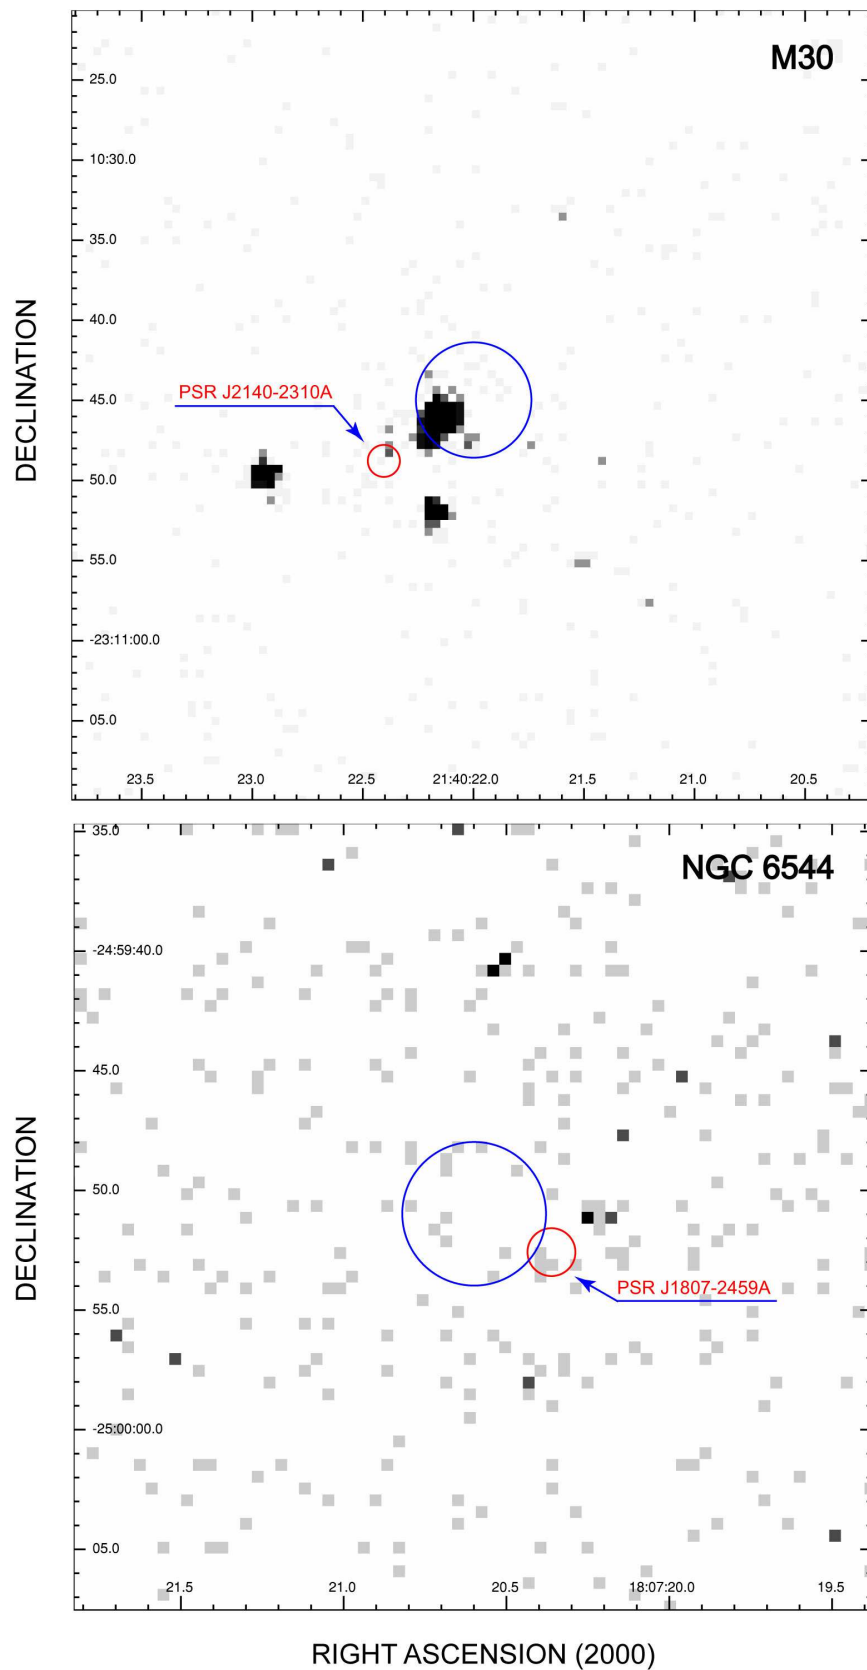 M30
25.0
10:30.0
35.0
40.0
45.0
PSR J2140-2310A
50.0
55.0
-23:11:00.0
05.0
23.5 23.0 22.5 21:40:22.0 21.5 21.0 20.5
DECLINATION
35.0
NGC 6544
-24:59:40.0
45.0
50.0
PSR J1807-2459A
55.0
-25:00:00.0
05.0
21.5 21.0 20.5 18:07:20.0 19.5
DECLINATION
RIGHT ASCENSION (2000)